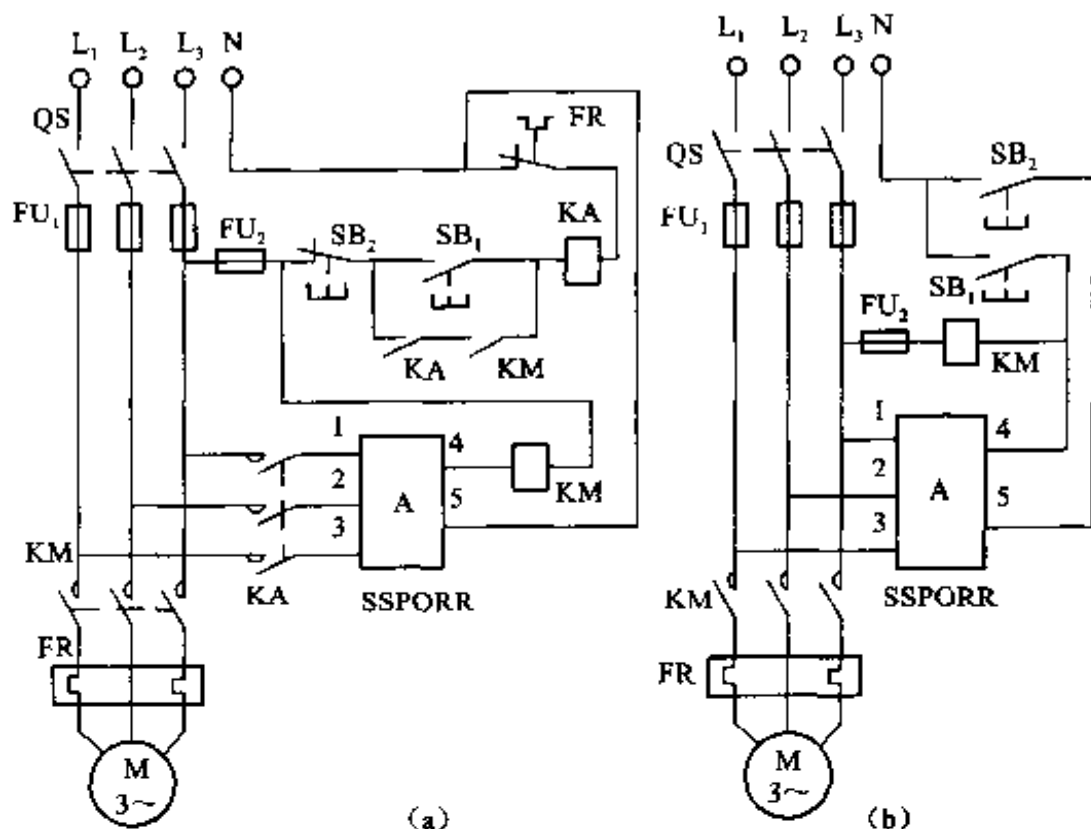 L₁ L₂ L₃ N
QS
FR
FU₁
FU₂
SB₂
SB₁
KA
KA
KM
1
2
3
4
5
A
KM
SSPORR
KM
KA
FR
M
3～
(a)
L₁ L₂ L₃ N
QS
SB₂
FU₁
SB₁
FU₂
KM
1
2
3
4
5
A
SSPORR
KM
FR
M
3～
(b)